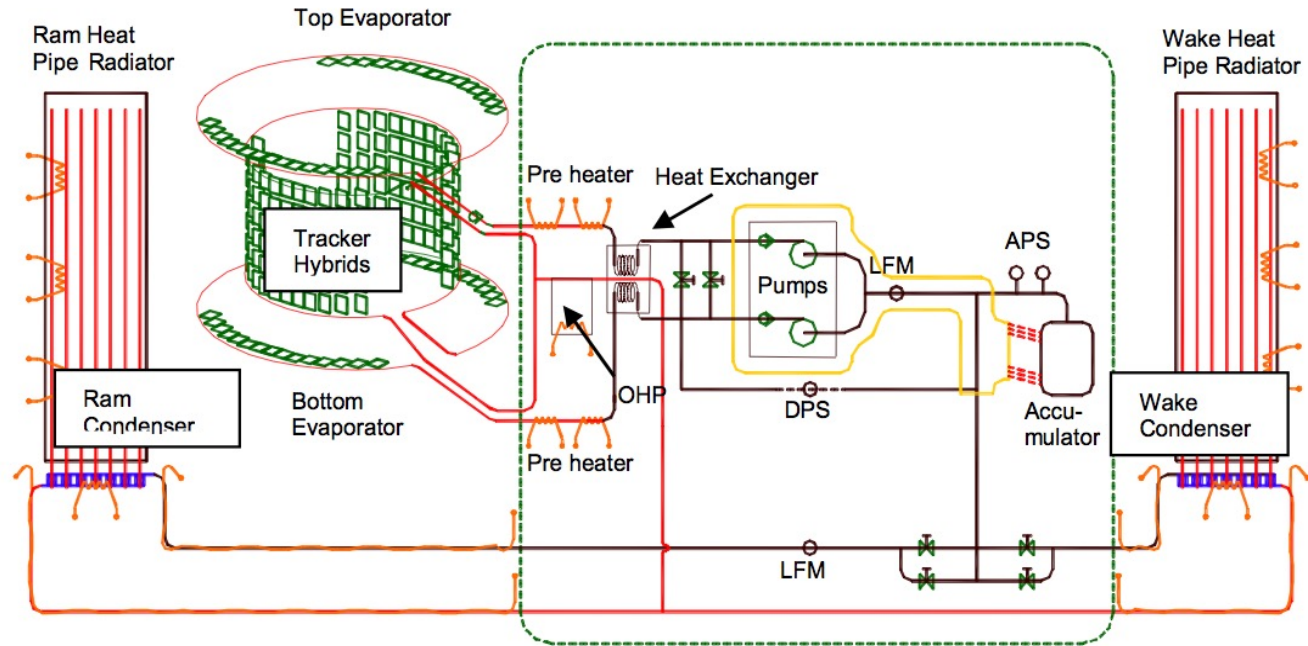 Ram Heat
Pipe Radiator
Top Evaporator
Wake Heat
Pipe Radiator
Pre heater
Heat Exchanger
Tracker
Hybrids
Pumps
LFM
APS
OHP
DPS
Accu-
mulator
Ram
Condenser
Bottom
Evaporator
Pre heater
Wake
Condenser
LFM